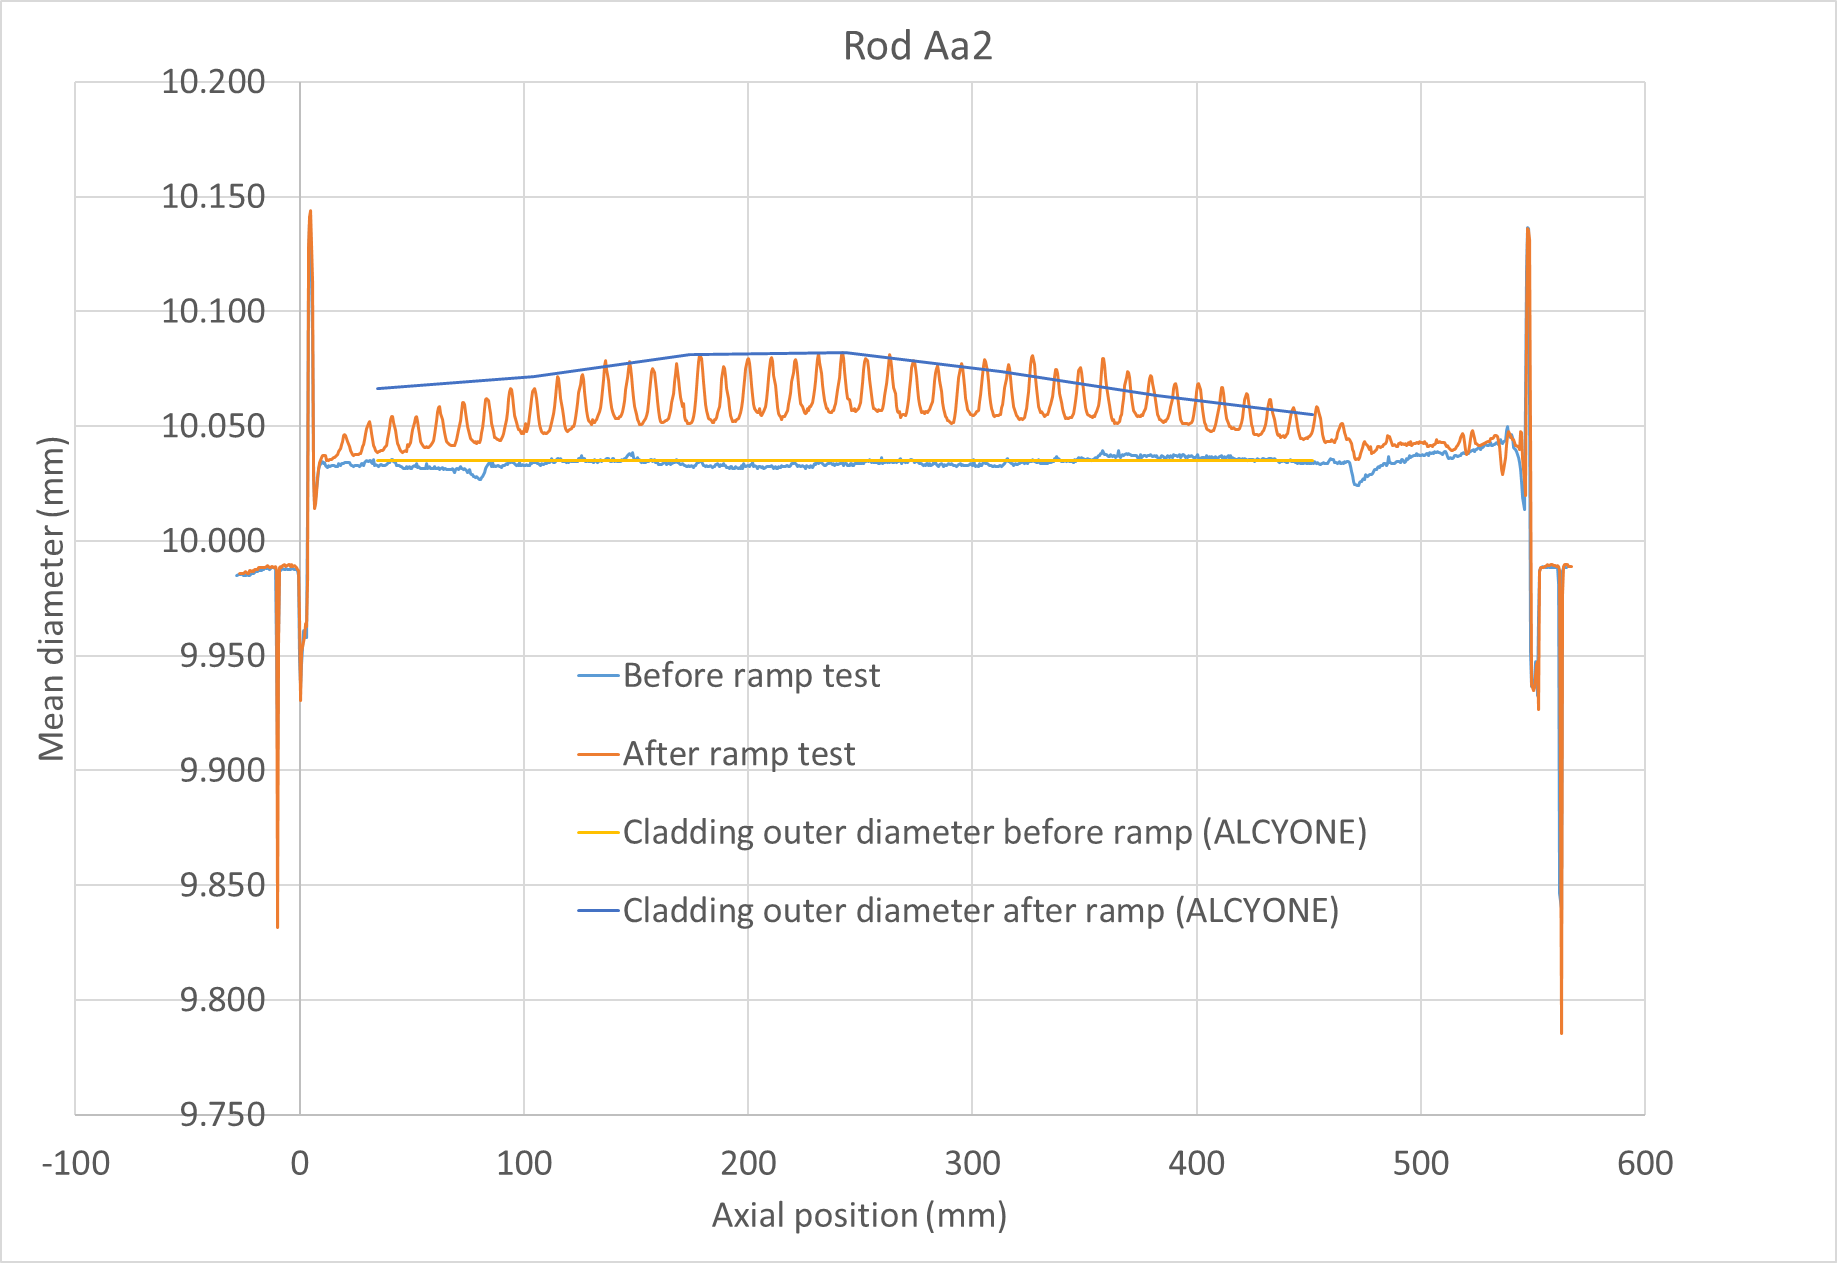 Rod Aa2
10.200
10.150
10.100
10.050
10.000
9.950
9.900
9.850
9.800
9.750
Mean diameter (mm)
Before ramp test
After ramp test
Cladding outer diameter before ramp (ALCYONE)
Cladding outer diameter after ramp (ALCYONE)
-100 0 100 200 300 400 500 600
Axial position (mm)